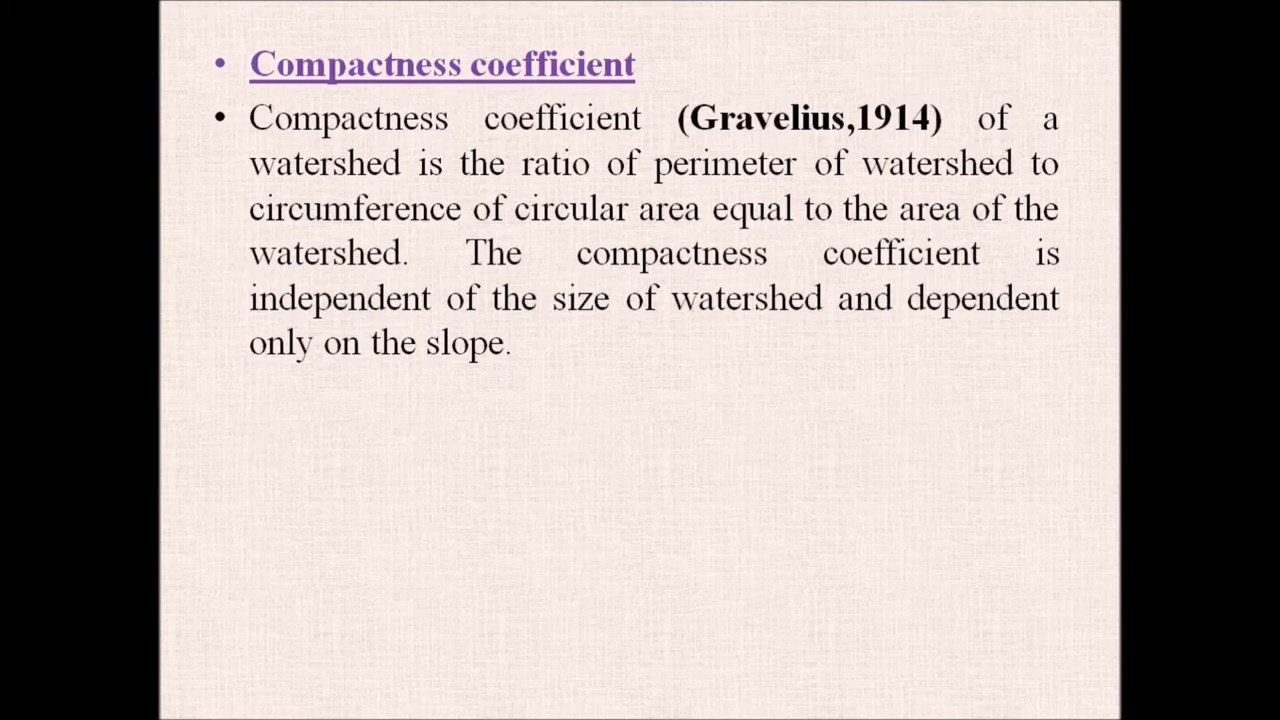 • Compactness coefficient
• Compactness coefficient (Gravelius,1914) of a
watershed is the ratio of perimeter of watershed to
circumference of circular area equal to the area of the
watershed. The compactness coefficient is
independent of the size of watershed and dependent
only on the slope.